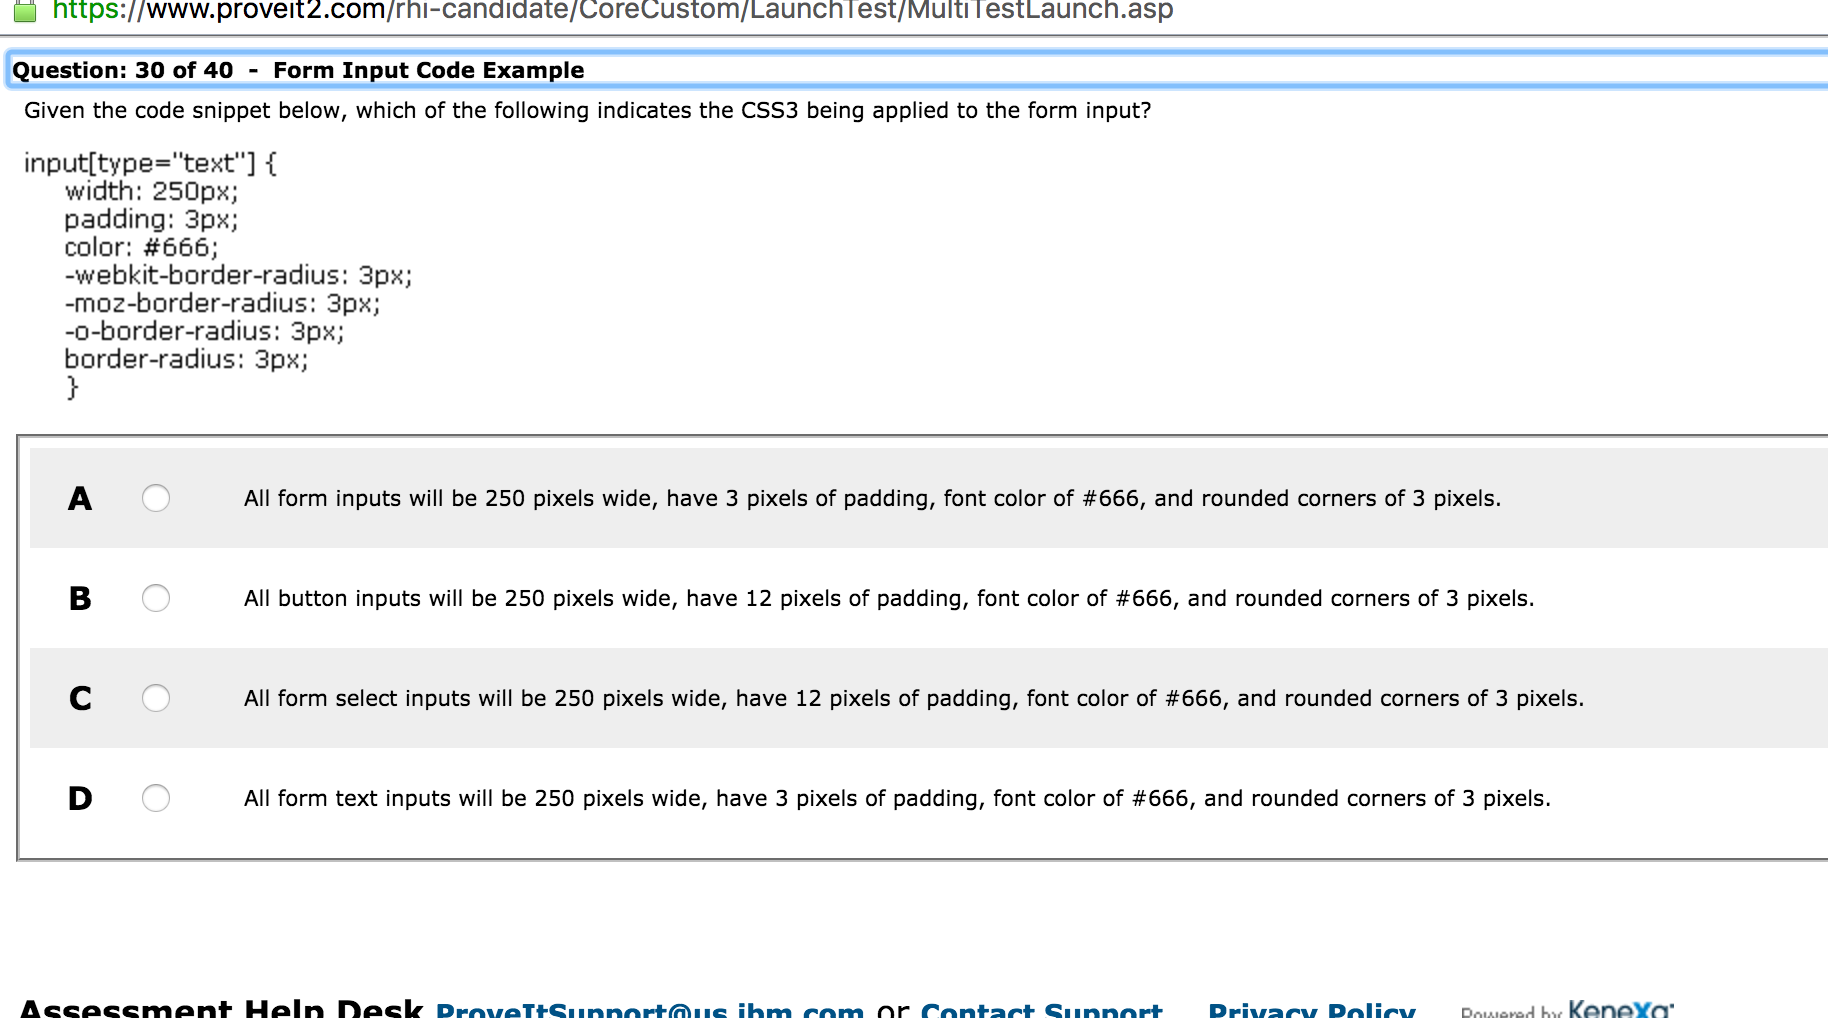 https://www.proveit2.com/rhi-candidate/CoreCustom/LaunchTest/MultiTestLaunch.asp
Question: 30 of 40 - Form Input Code Example
Given the code snippet below, which of the following indicates the CSS3 being applied to the form input?
input[type="text"] {
width: 250px;
padding: 3px;
color: #666;
-webkit-border-radius: 3px;
-moz-border-radius: 3px;
-o-border-radius: 3px;
border-radius: 3px;
}
A All form inputs will be 250 pixels wide, have 3 pixels of padding, font color of #666, and rounded corners of 3 pixels.
B All button inputs will be 250 pixels wide, have 12 pixels of padding, font color of #666, and rounded corners of 3 pixels.
C All form select inputs will be 250 pixels wide, have 12 pixels of padding, font color of #666, and rounded corners of 3 pixels.
D All form text inputs will be 250 pixels wide, have 3 pixels of padding, font color of #666, and rounded corners of 3 pixels.
Assessment Help Desk ProveItSupport@us.ibm.com or Contact Support Privacy Policy Powered by Kenexa